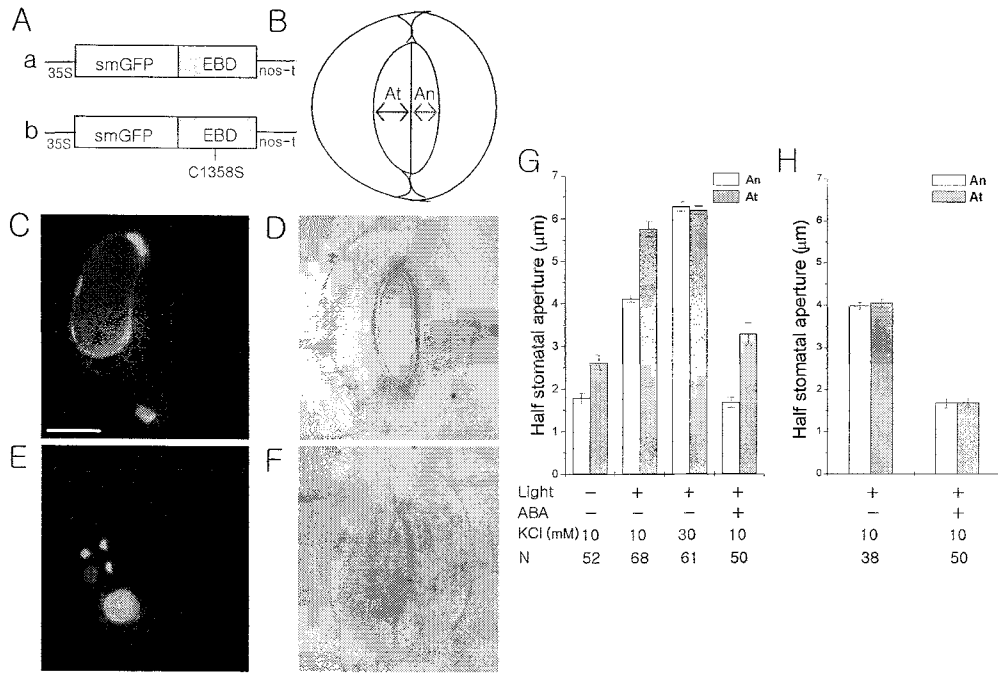 A
a
35S
smGFP
EBD
nos-t
b
35S
smGFP
EBD
nos-t
C1358S
B
At
An
C
D
E
F
G
An
At
Half stomatal aperture (μm)
7
6
5
4
3
2
1
0
Light - + + +
ABA - - - +
KCl (mM) 10 10 30 10
N 52 68 61 50
H
An
At
Half stomatal aperture (μm)
7
6
5
4
3
2
1
0
+ +
- +
10 10
38 50